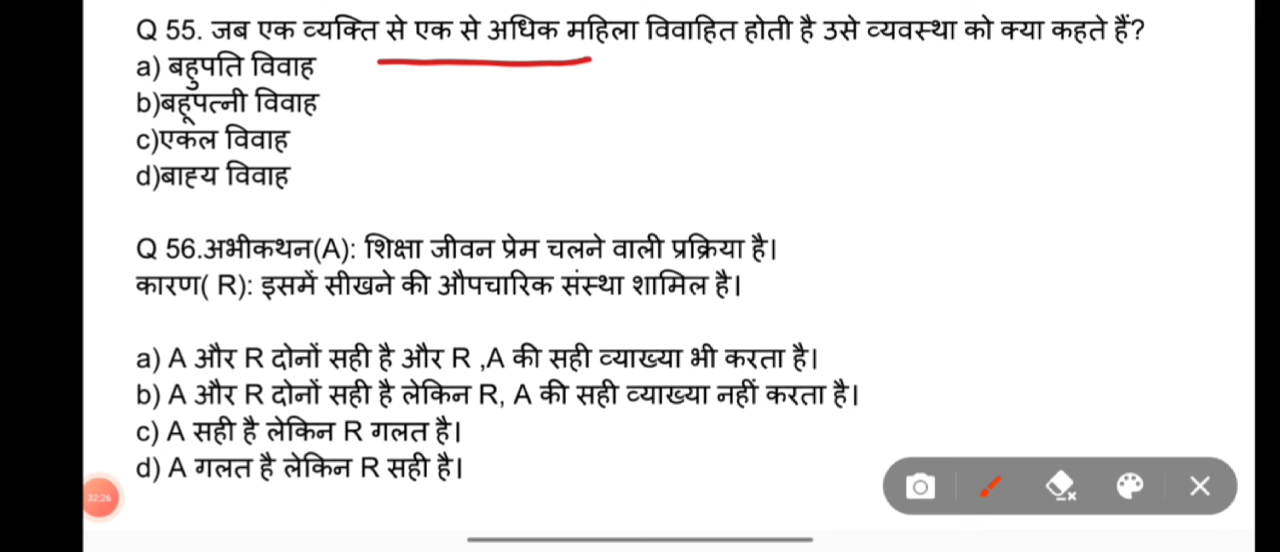 Q 55. जब एक व्यक्ति से एक से अधिक महिला विवाहित होती है उसे व्यवस्था को क्या कहते हैं?
a) बहुपति विवाह
b)बहूपत्नी विवाह
c)एकल विवाह
d)बाह्य विवाह
Q 56.अभीकथन(A): शिक्षा जीवन प्रेम चलने वाली प्रक्रिया है।
कारण( R): इसमें सीखने की औपचारिक संस्था शामिल है।
a) A और R दोनों सही है और R ,A की सही व्याख्या भी करता है।
b) A और R दोनों सही है लेकिन R, A की सही व्याख्या नहीं करता है।
c) A सही है लेकिन R गलत है।
d) A गलत है लेकिन R सही है।
32:26